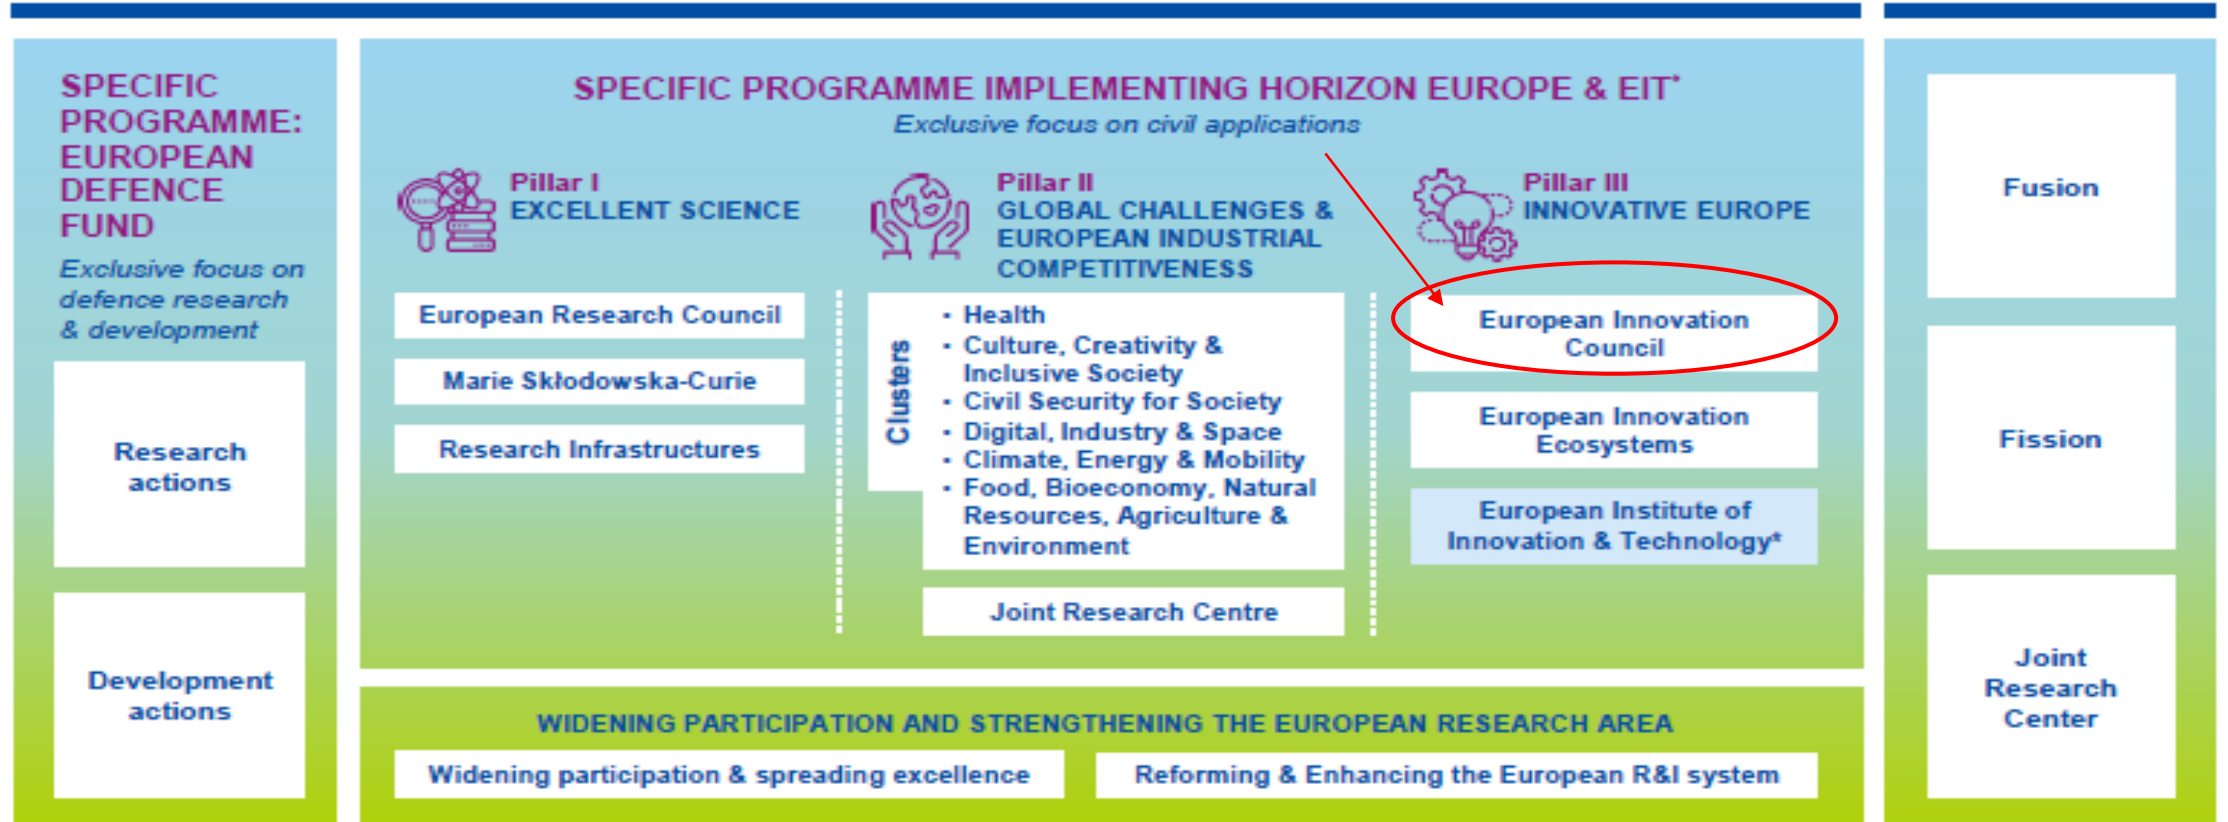 SPECIFIC
PROGRAMME:
EUROPEAN
DEFENCE
FUND
Exclusive focus on
defence research
& development
Research
actions
Development
actions
SPECIFIC PROGRAMME IMPLEMENTING HORIZON EUROPE & EIT*
Exclusive focus on civil applications
Pillar I
EXCELLENT SCIENCE
European Research Council
Marie Skłodowska-Curie
Research Infrastructures
Pillar II
GLOBAL CHALLENGES &
EUROPEAN INDUSTRIAL
COMPETITIVENESS
Clusters
• Health
• Culture, Creativity &
Inclusive Society
• Civil Security for Society
• Digital, Industry & Space
• Climate, Energy & Mobility
• Food, Bioeconomy, Natural
Resources, Agriculture &
Environment
Joint Research Centre
Pillar III
INNOVATIVE EUROPE
European Innovation
Council
European Innovation
Ecosystems
European Institute of
Innovation & Technology*
WIDENING PARTICIPATION AND STRENGTHENING THE EUROPEAN RESEARCH AREA
Widening participation & spreading excellence
Reforming & Enhancing the European R&I system
Fusion
Fission
Joint
Research
Center